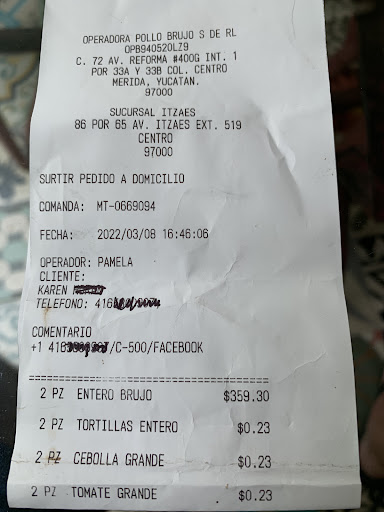 OPERADORA POLLO BRUJO S DE RL
OPB940520LZ9
C. 72 AV. REFORMA #400G INT. 1
POR 33A Y 33B COL. CENTRO
MERIDA, YUCATAN.
97000
SUCURSAL ITZAES
86 POR 65 AV. ITZAES EXT. 519
CENTRO
97000
SURTIR PEDIDO A DOMICILIO
COMANDA: MT-0669094
FECHA: 2022/03/08 16:46:06
OPERADOR: PAMELA
CLIENTE:
KAREN
TELEFONO: 416
COMENTARIO
+1 416 /C-500/FACEBOOK
2 PZ ENTERO BRUJO $359.30
2 PZ TORTILLAS ENTERO $0.23
2 PZ CEBOLLA GRANDE $0.23
2 PZ TOMATE GRANDE $0.23